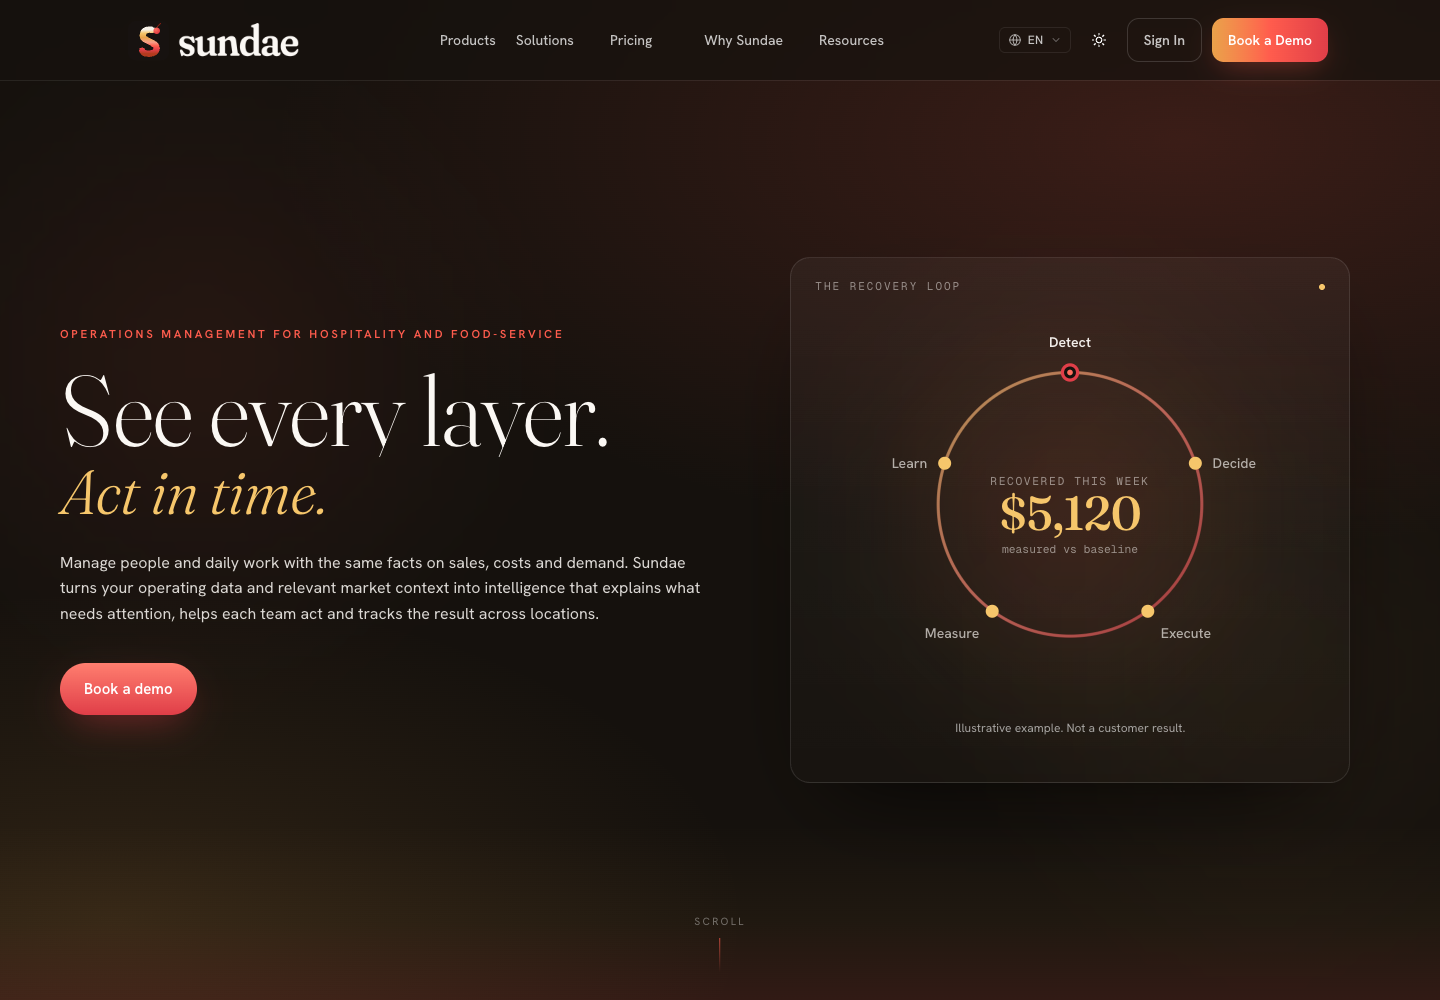 sundae
Products Solutions Pricing Why Sundae Resources
EN
Sign In
Book a Demo
OPERATIONS MANAGEMENT FOR HOSPITALITY AND FOOD-SERVICE
See every layer.
Act in time.
Manage people and daily work with the same facts on sales, costs and demand. Sundae
turns your operating data and relevant market context into intelligence that explains what
needs attention, helps each team act and tracks the result across locations.
Book a demo
THE RECOVERY LOOP
Detect
Learn
Decide
RECOVERED THIS WEEK
$5,120
measured vs baseline
Measure
Execute
Illustrative example. Not a customer result.
SCROLL